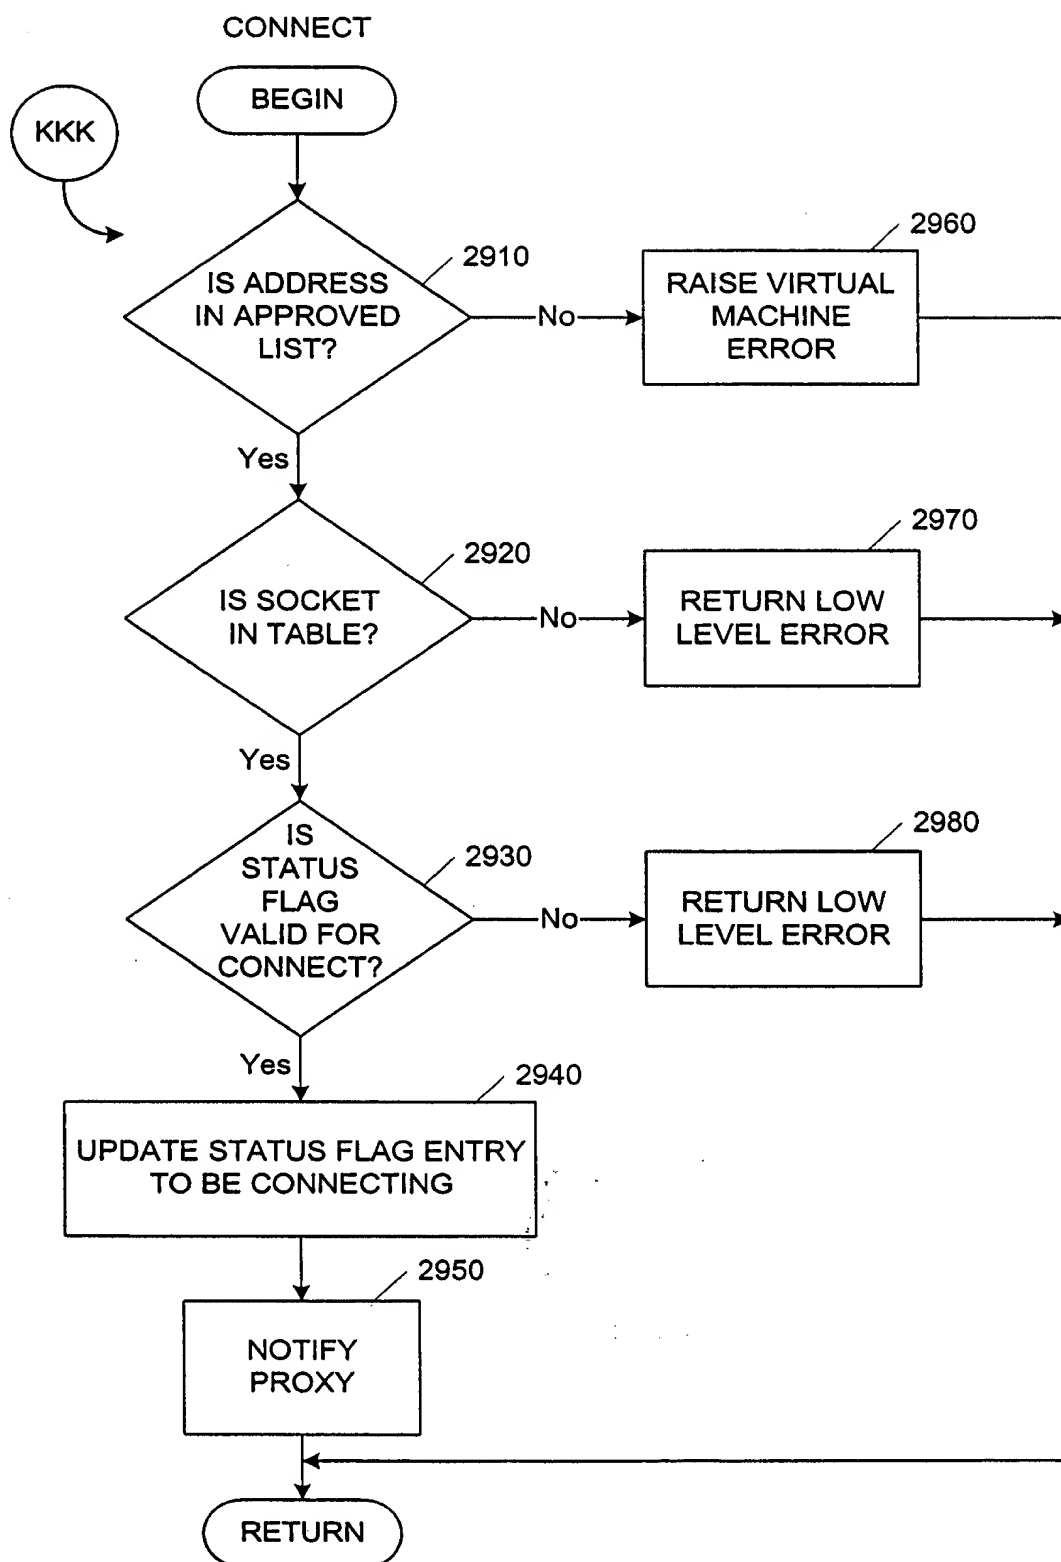 CONNECT
BEGIN
KKK
2910
IS ADDRESS
IN APPROVED
LIST?
No
2960
RAISE VIRTUAL
MACHINE
ERROR
Yes
2920
IS SOCKET
IN TABLE?
No
2970
RETURN LOW
LEVEL ERROR
Yes
2930
IS
STATUS
FLAG
VALID FOR
CONNECT?
No
2980
RETURN LOW
LEVEL ERROR
Yes
2940
UPDATE STATUS FLAG ENTRY
TO BE CONNECTING
2950
NOTIFY
PROXY
RETURN